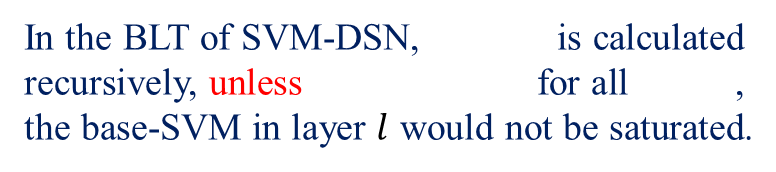 In the BLT of SVM-DSN, is calculated
recursively, unless for all ,
the base-SVM in layer l would not be saturated.